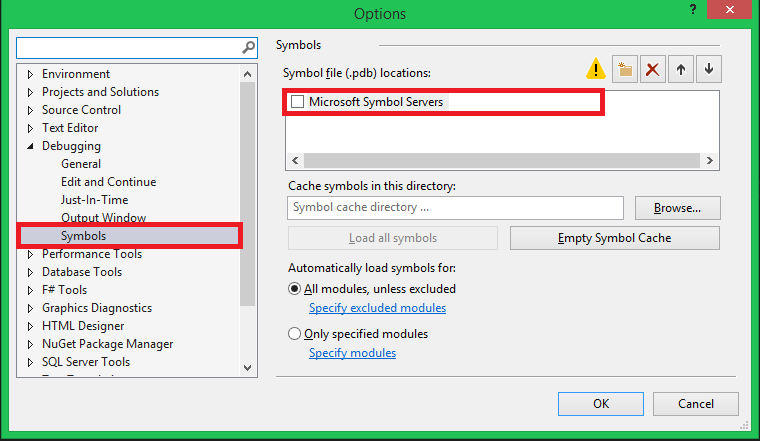 Options
?
Symbols
Symbol file (.pdb) locations:
Environment
Projects and Solutions
Source Control
Text Editor
Debugging
General
Edit and Continue
Just-In-Time
Output Window
Symbols
Performance Tools
Database Tools
F# Tools
Graphics Diagnostics
HTML Designer
NuGet Package Manager
SQL Server Tools
Microsoft Symbol Servers
Cache symbols in this directory:
Symbol cache directory ...
Browse...
Load all symbols
Empty Symbol Cache
Automatically load symbols for:
All modules, unless excluded
Specify excluded modules
Only specified modules
Specify modules
OK
Cancel